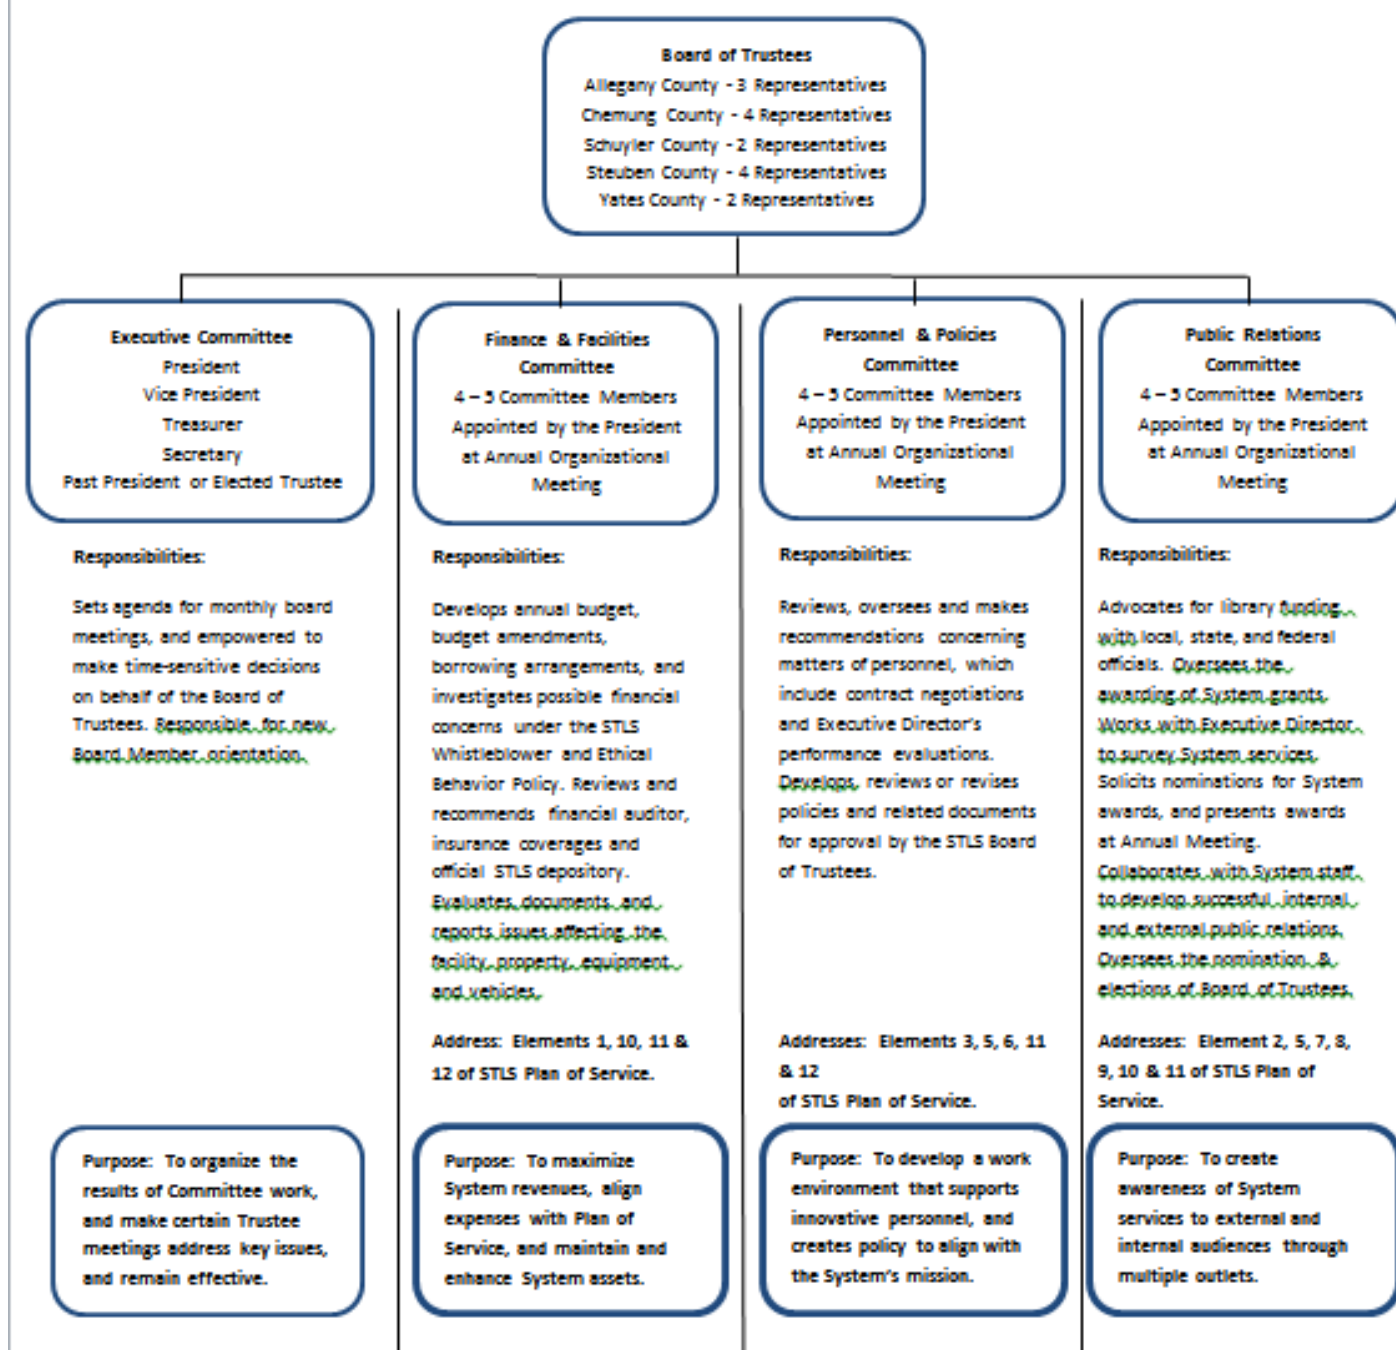 Board of Trustees
Allegany County - 3 Representatives
Chemung County - 4 Representatives
Schuyler County - 2 Representatives
Steuben County - 4 Representatives
Yates County - 2 Representatives
Executive Committee
President
Vice President
Treasurer
Secretary
Past President or Elected Trustee
Responsibilities:
Sets agenda for monthly board
meetings, and empowered to
make time-sensitive decisions
on behalf of the Board of
Trustees. Responsible for new
Board Member orientation.
Purpose: To organize the
results of Committee work,
and make certain Trustee
meetings address key issues,
and remain effective.
Finance & Facilities
Committee
4 – 5 Committee Members
Appointed by the President
at Annual Organizational
Meeting
Responsibilities:
Develops annual budget,
budget amendments,
borrowing arrangements, and
investigates possible financial
concerns under the STLS
Whistleblower and Ethical
Behavior Policy. Reviews and
recommends financial auditor,
insurance coverages and
official STLS depository.
Evaluates documents and
reports issues affecting the
facility, property, equipment
and vehicles.
Address: Elements 1, 10, 11 &
12 of STLS Plan of Service.
Purpose: To maximize
System revenues, align
expenses with Plan of
Service, and maintain and
enhance System assets.
Personnel & Policies
Committee
4 – 5 Committee Members
Appointed by the President
at Annual Organizational
Meeting
Responsibilities:
Reviews, oversees and makes
recommendations concerning
matters of personnel, which
include contract negotiations
and Executive Director's
performance evaluations.
Develops, reviews or revises
policies and related documents
for approval by the STLS Board
of Trustees.
Addresses: Elements 3, 5, 6, 11
& 12
of STLS Plan of Service.
Purpose: To develop a work
environment that supports
innovative personnel, and
creates policy to align with
the System's mission.
Public Relations
Committee
4 – 5 Committee Members
Appointed by the President
at Annual Organizational
Meeting
Responsibilities:
Advocates for library funding
with local, state, and federal
officials. Oversees the
awarding of System grants.
Works with Executive Director
to survey System services.
Solicits nominations for System
awards, and presents awards
at Annual Meeting.
Collaborates with System staff
to develop successful internal
and external public relations.
Oversees the nomination &
elections of Board of Trustees.
Addresses: Element 2, 5, 7, 8,
9, 10 & 11 of STLS Plan of
Service.
Purpose: To create
awareness of System
services to external and
internal audiences through
multiple outlets.